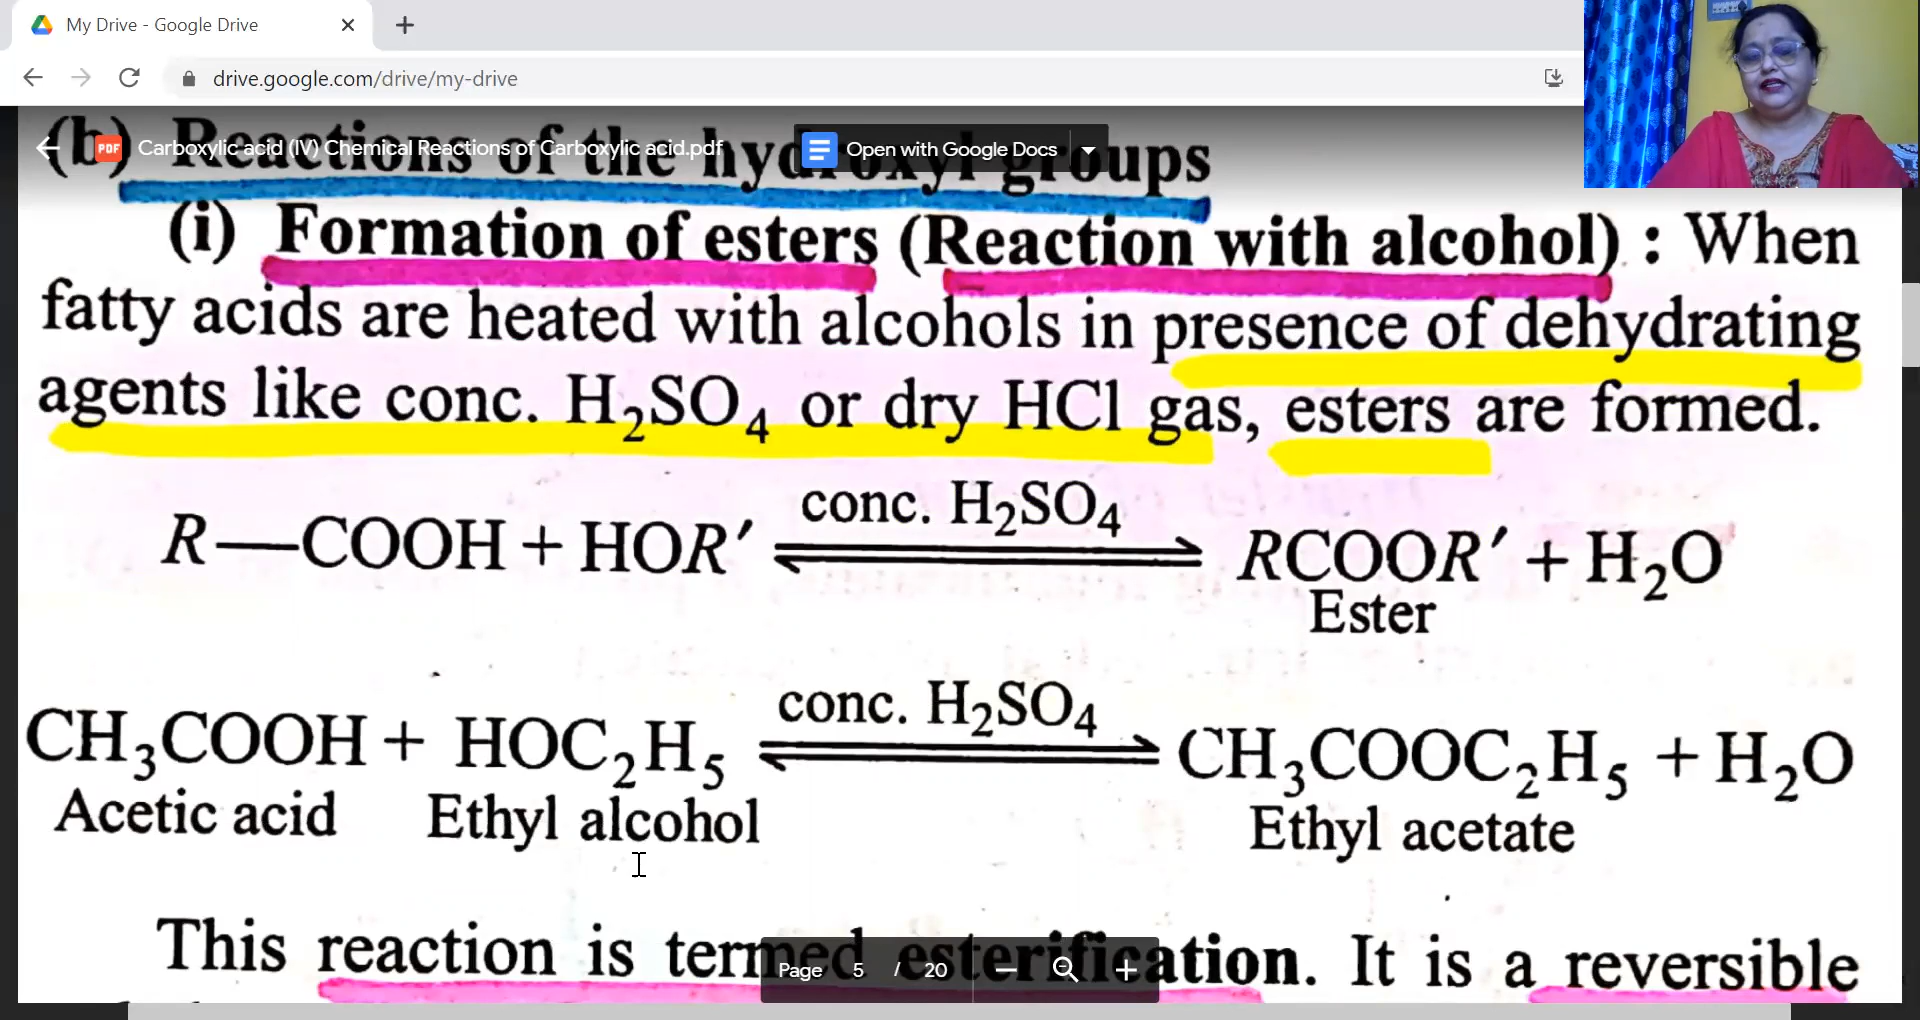 My Drive - Google Drive
drive.google.com/drive/my-drive
(b) Reactions of the hydroxyl groups
PDF Carboxylic acid (IV) Chemical Reactions of Carboxylic acid.pdf
Open with Google Docs
(i) Formation of esters (Reaction with alcohol) : When
fatty acids are heated with alcohols in presence of dehydrating
agents like conc. H₂SO₄ or dry HCl gas, esters are formed.
conc. H₂SO₄
R—COOH + HOR′ ⇌ RCOOR′ + H₂O
Ester
conc. H₂SO₄
CH₃COOH + HOC₂H₅ ⇌ CH₃COOC₂H₅ + H₂O
Acetic acid Ethyl alcohol Ethyl acetate
This reaction is termed esterification. It is a reversible
Page 5 / 20